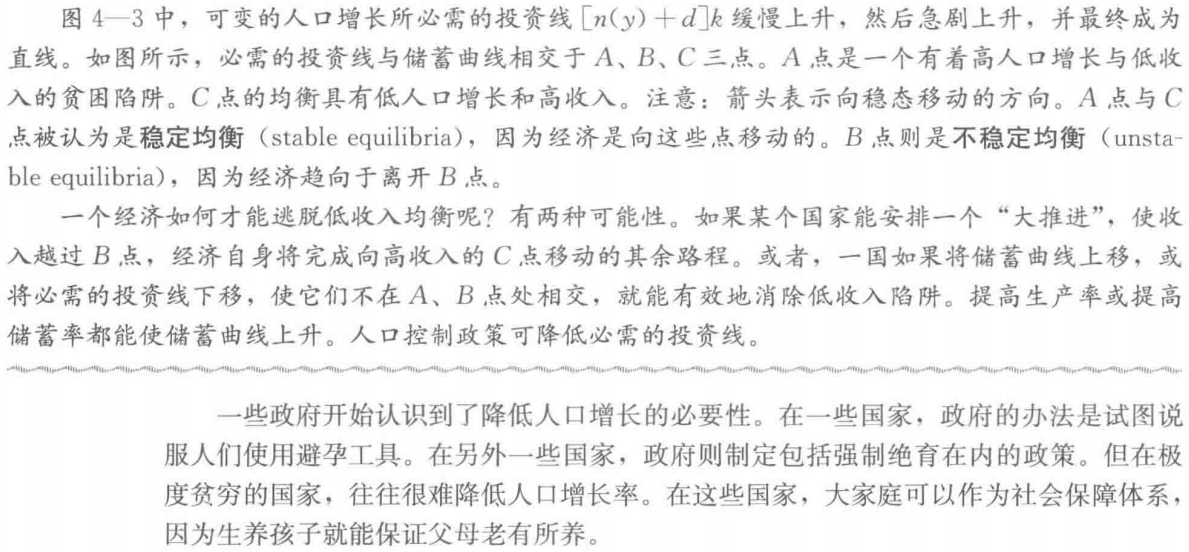 图 4—3 中，可变的人口增长所必需的投资线[n(y)+d]k 缓慢上升，然后急剧上升，并最终成为
直线。如图所示，必需的投资线与储蓄曲线相交于 A、B、C 三点。A 点是一个有着高人口增长与低收
入的贫困陷阱。C 点的均衡具有低人口增长和高收入。注意：箭头表示向稳态移动的方向。A 点与 C
点被认为是稳定均衡（stable equilibria），因为经济是向这些点移动的。B 点则是不稳定均衡（unsta-
ble equilibria），因为经济趋向于离开 B 点。
一个经济如何才能逃脱低收入均衡呢？有两种可能性。如果某个国家能安排一个“大推进”，使收
入越过 B 点，经济自身将完成向高收入的 C 点移动的其余路程。或者，一国如果将储蓄曲线上移，或
将必需的投资线下移，使它们不在 A、B 点处相交，就能有效地消除低收入陷阱。提高生产率或提高
储蓄率都能使储蓄曲线上升。人口控制政策可降低必需的投资线。
一些政府开始认识到了降低人口增长的必要性。在一些国家，政府的办法是试图说
服人们使用避孕工具。在另外一些国家，政府则制定包括强制绝育在内的政策。但在极
度贫穷的国家，往往很难降低人口增长率。在这些国家，大家庭可以作为社会保障体系，
因为生养孩子就能保证父母老有所养。